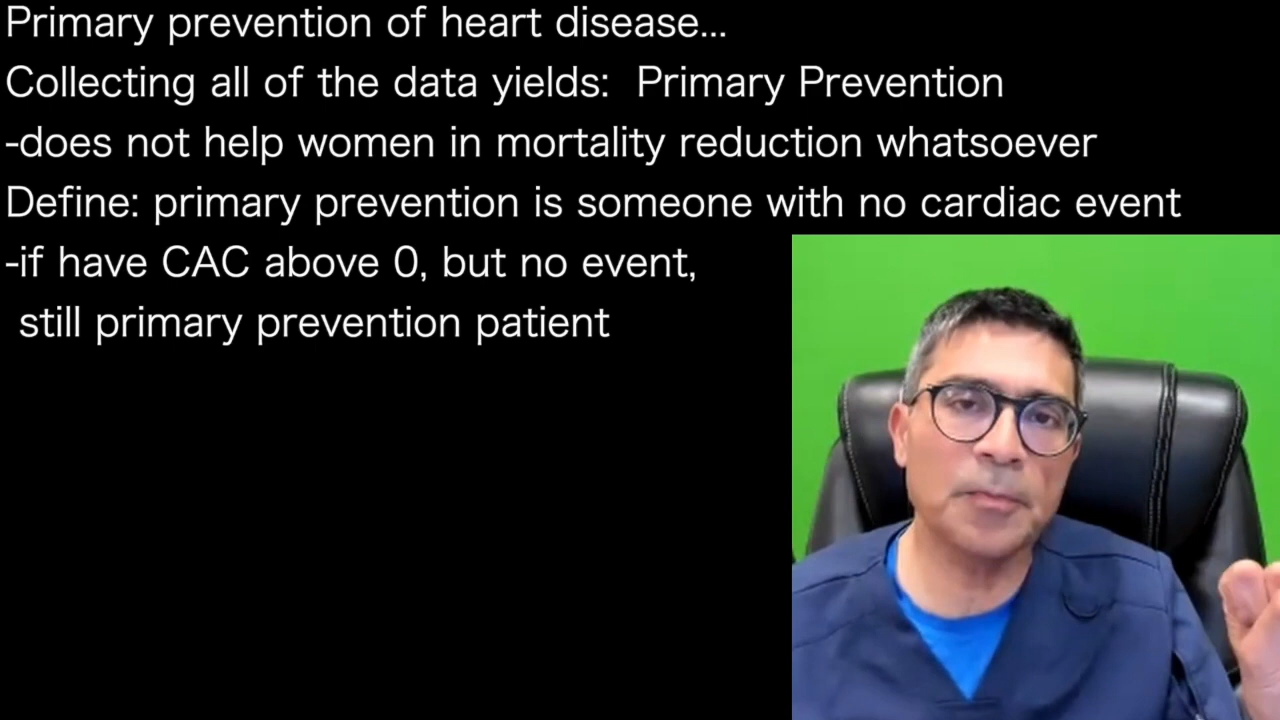 Primary prevention of heart disease...
Collecting all of the data yields:  Primary Prevention
-does not help women in mortality reduction whatsoever
Define: primary prevention is someone with no cardiac event
-if have CAC above 0, but no event,
still primary prevention patient